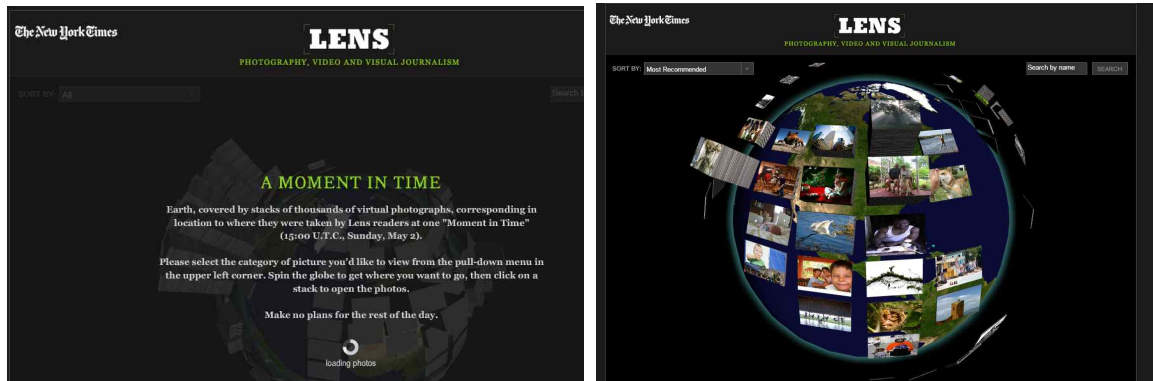 The New York Times
LENS
PHOTOGRAPHY, VIDEO AND VISUAL JOURNALISM
SORT BY: All
Search b
A MOMENT IN TIME
Earth, covered by stacks of thousands of virtual photographs, corresponding in
location to where they were taken by Lens readers at one "Moment in Time"
(15:00 U.T.C., Sunday, May 2).
Please select the category of picture you'd like to view from the pull-down menu in
the upper left corner. Spin the globe to get where you want to go, then click on a
stack to open the photos.
Make no plans for the rest of the day.
loading photos
The New York Times
LENS
PHOTOGRAPHY, VIDEO AND VISUAL JOURNALISM
SORT BY: Most Recommended
Search by name
SEARCH